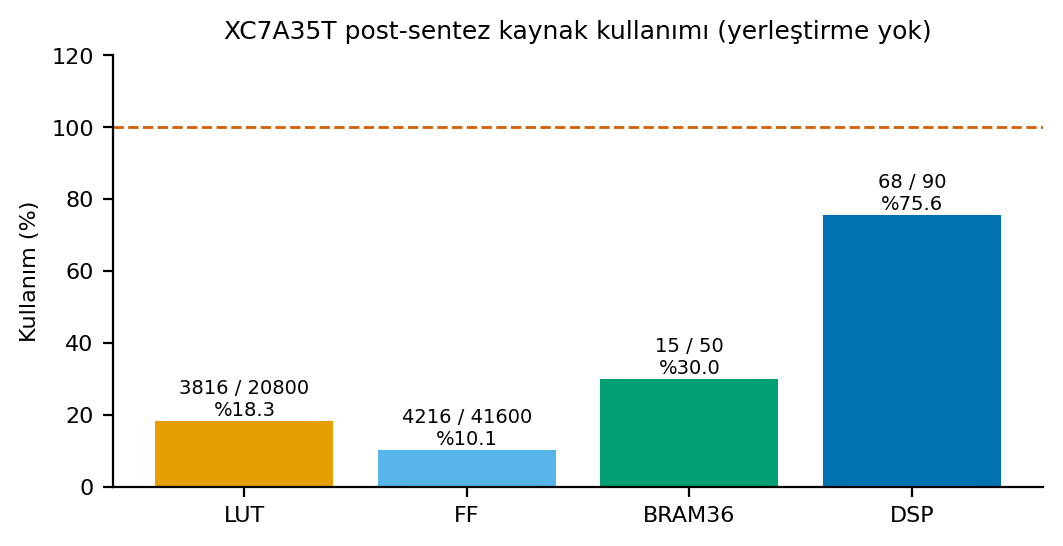 XC7A35T post-sentez kaynak kullanımı (yerleştirme yok)
Kullanım (%)
120
100
80
60
40
20
0
3816 / 20800
%18.3
4216 / 41600
%10.1
15 / 50
%30.0
68 / 90
%75.6
LUT
FF
BRAM36
DSP